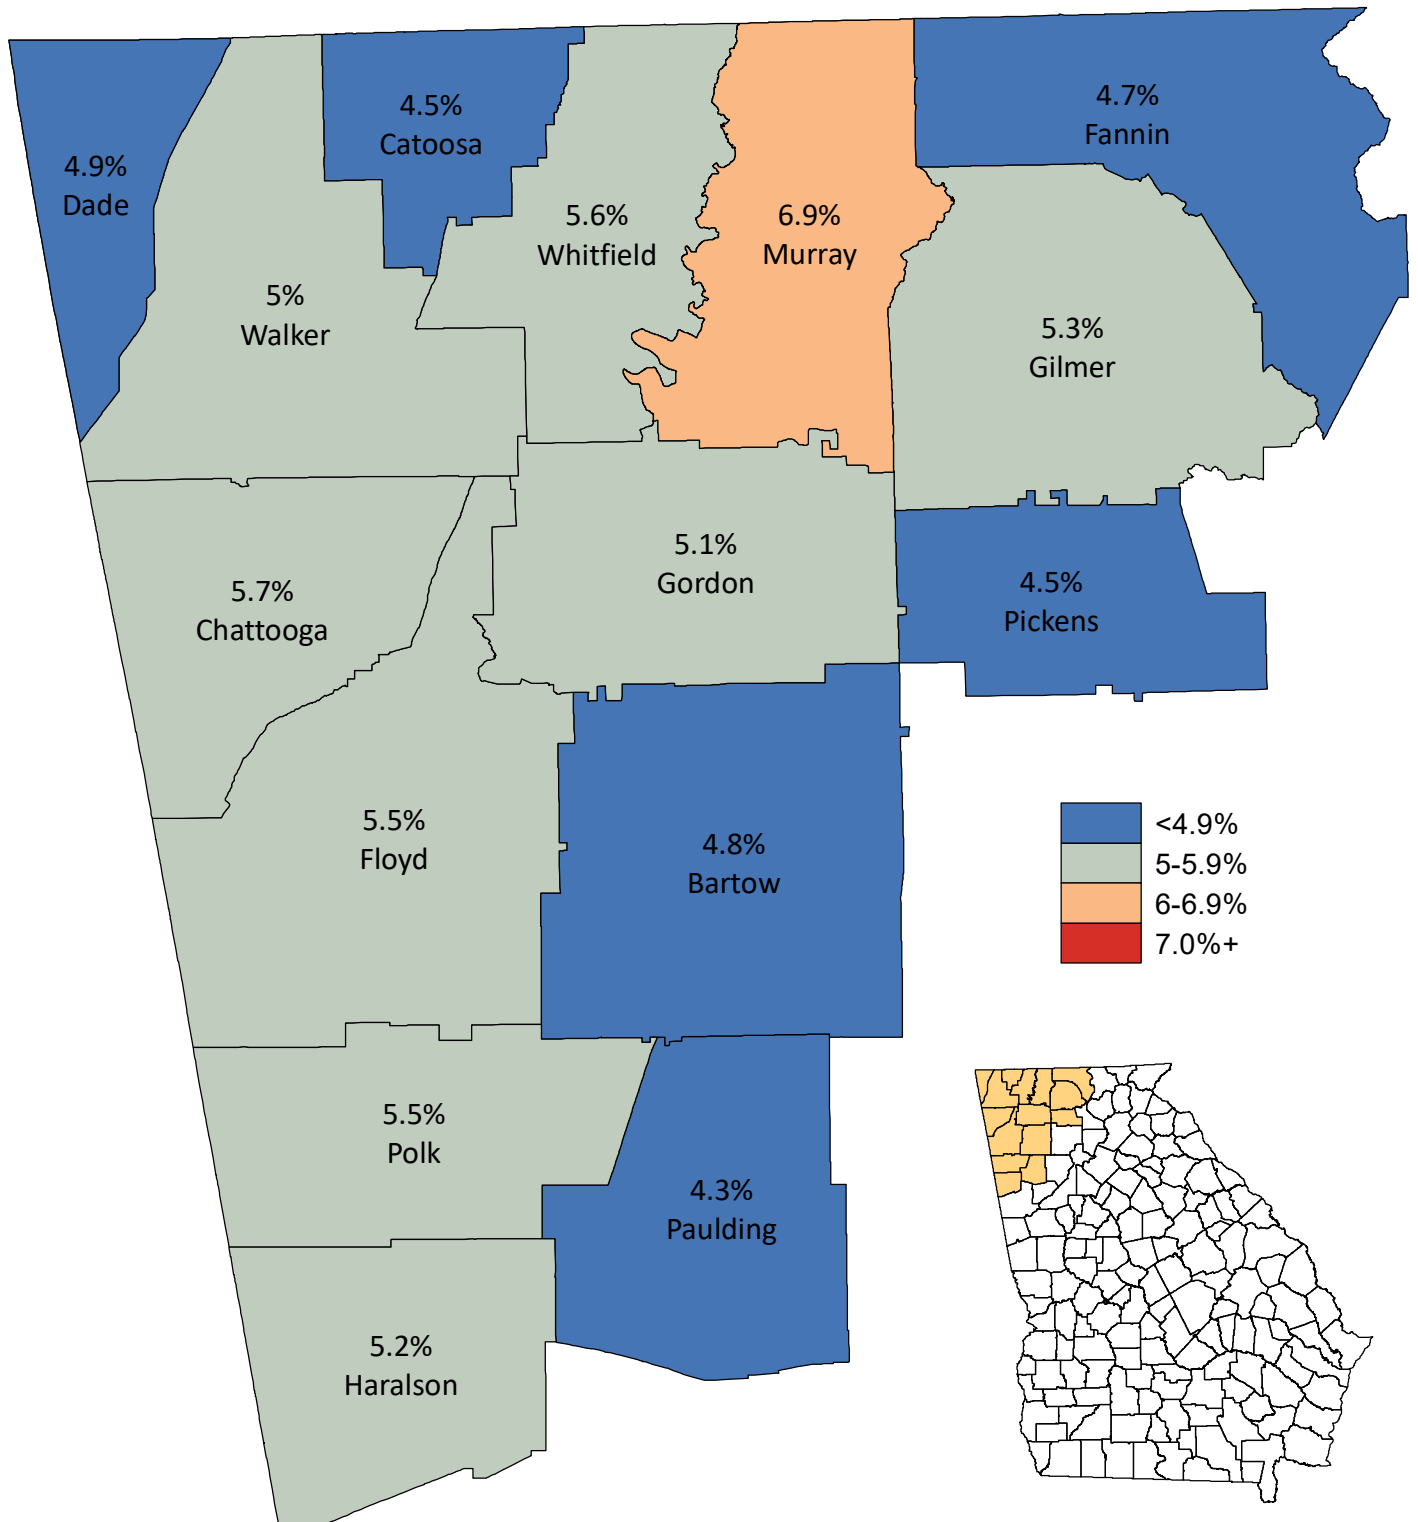 4.9%
Dade
4.5%
Catoosa
4.7%
Fannin
5.6%
Whitfield
6.9%
Murray
5%
Walker
5.3%
Gilmer
5.1%
Gordon
5.7%
Chattooga
4.5%
Pickens
5.5%
Floyd
4.8%
Bartow
<4.9%
5-5.9%
6-6.9%
7.0%+
5.5%
Polk
4.3%
Paulding
5.2%
Haralson